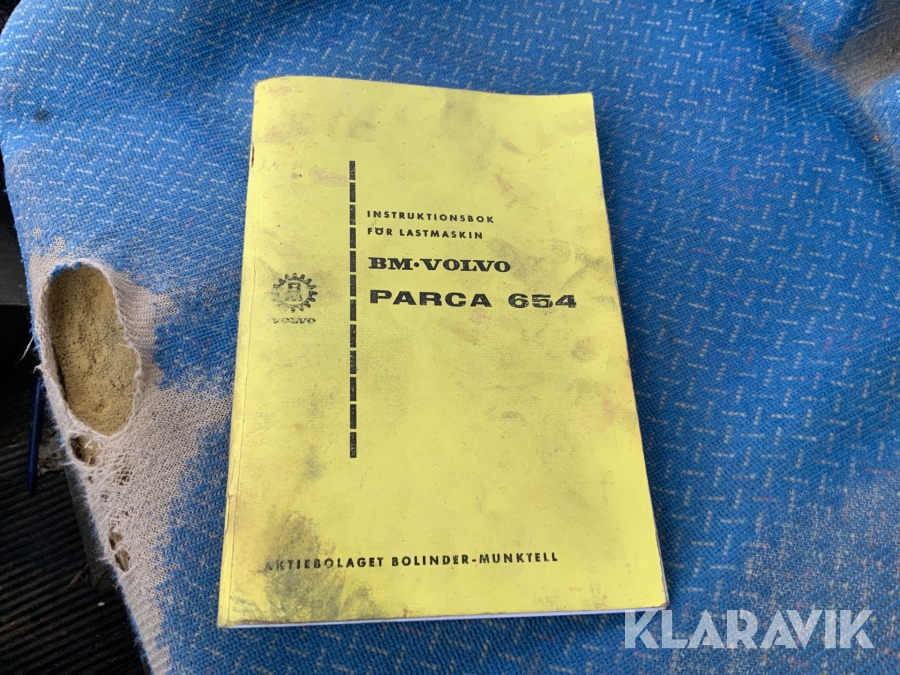 INSTRUKTIONSBOK
FÖR LASTMASKIN
BM·VOLVO
PARCA 654
VOLVO
AKTIEBOLAGET BOLINDER-MUNKTELL
KLARAVIK